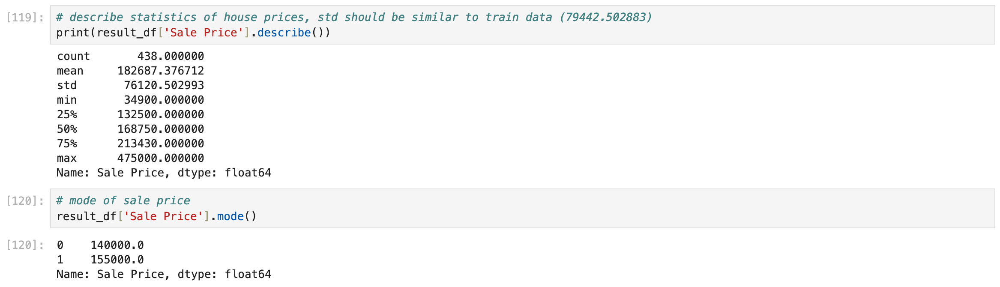 [119]: # describe statistics of house prices, std should be similar to train data (79442.502883)
print(result_df['Sale Price'].describe())
count       438.000000
mean     182687.376712
std       76120.502993
min       34900.000000
25%      132500.000000
50%      168750.000000
75%      213430.000000
max      475000.000000
Name: Sale Price, dtype: float64
[120]: # mode of sale price
result_df['Sale Price'].mode()
[120]: 0    140000.0
1    155000.0
Name: Sale Price, dtype: float64